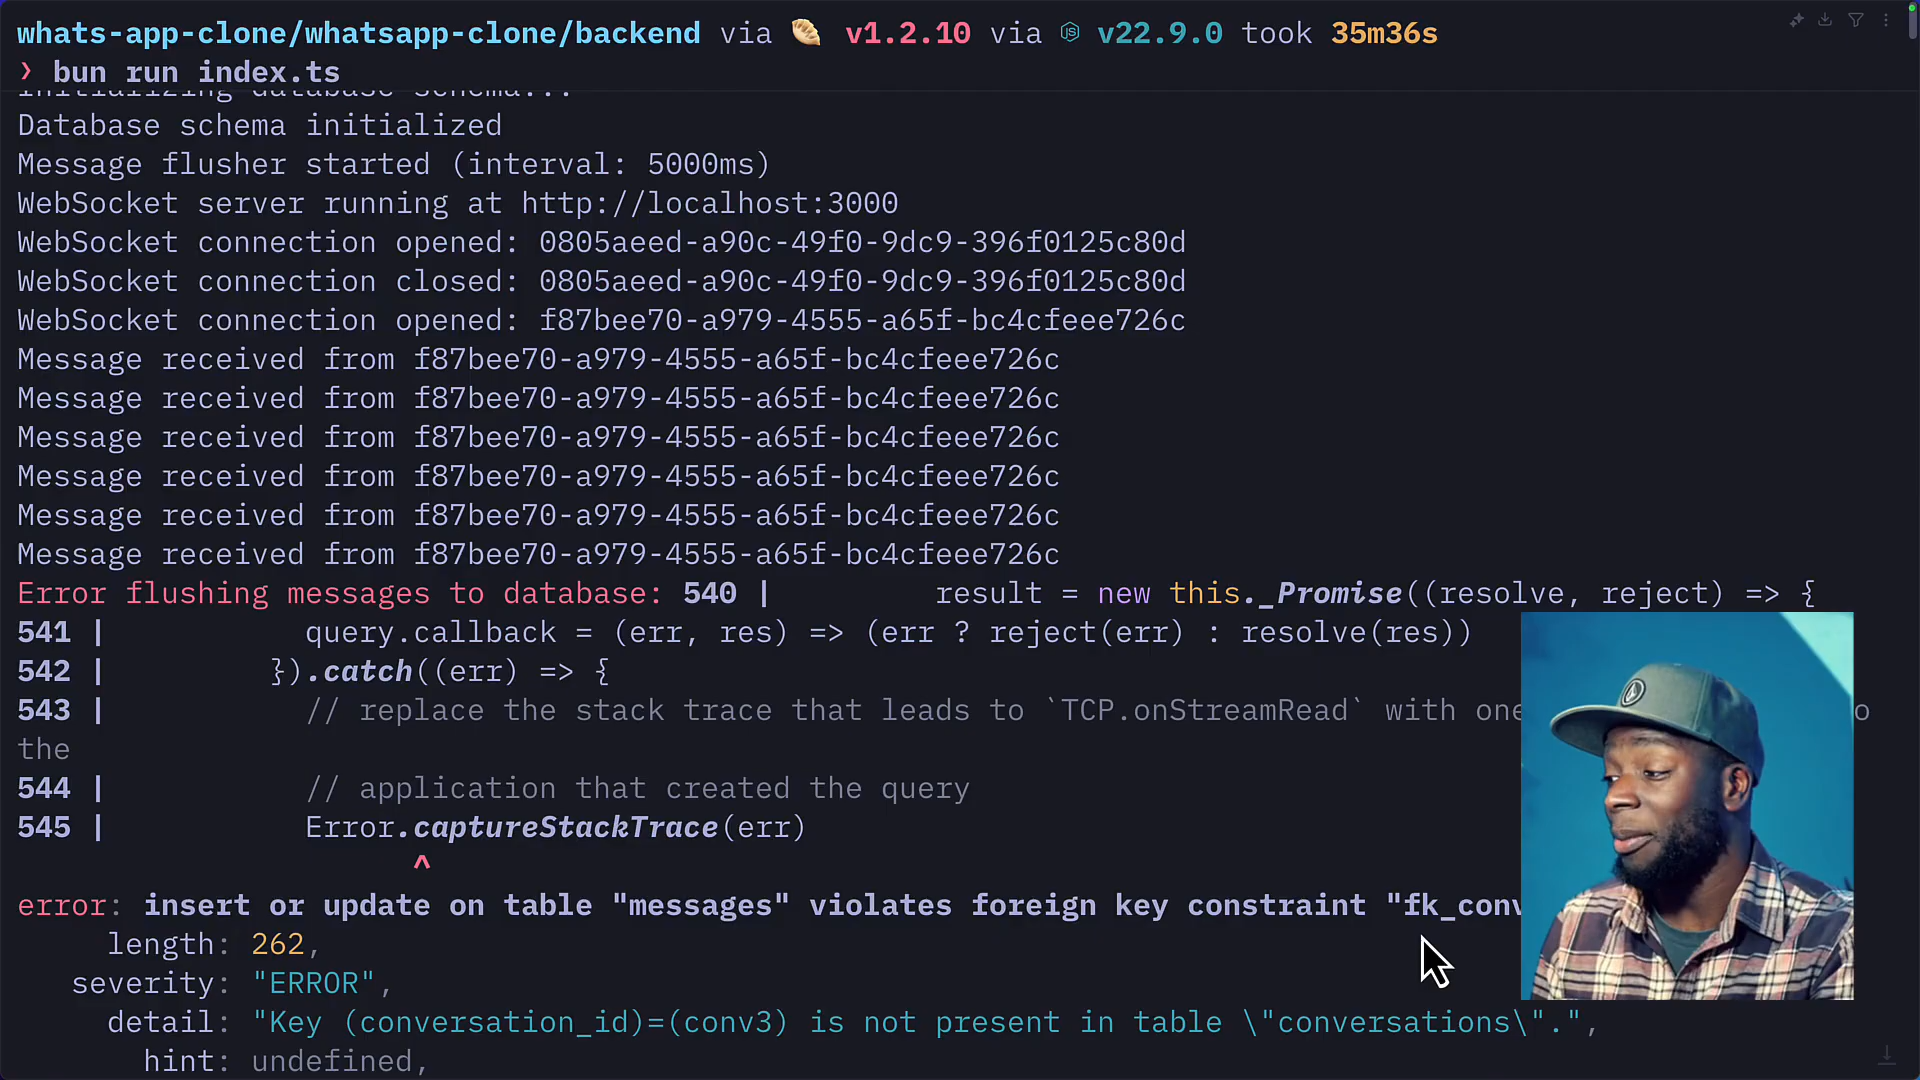 whats-app-clone/whatsapp-clone/backend via v1.2.10 via v22.9.0 took 35m36s
❯ bun run index.ts
Initializing database schema...
Database schema initialized
Message flusher started (interval: 5000ms)
WebSocket server running at http://localhost:3000
WebSocket connection opened: 0805aeed-a90c-49f0-9dc9-396f0125c80d
WebSocket connection closed: 0805aeed-a90c-49f0-9dc9-396f0125c80d
WebSocket connection opened: f87bee70-a979-4555-a65f-bc4cfeee726c
Message received from f87bee70-a979-4555-a65f-bc4cfeee726c
Message received from f87bee70-a979-4555-a65f-bc4cfeee726c
Message received from f87bee70-a979-4555-a65f-bc4cfeee726c
Message received from f87bee70-a979-4555-a65f-bc4cfeee726c
Message received from f87bee70-a979-4555-a65f-bc4cfeee726c
Message received from f87bee70-a979-4555-a65f-bc4cfeee726c
Error flushing messages to database: 540 | result = new this._Promise((resolve, reject) => {
541 | query.callback = (err, res) => (err ? reject(err) : resolve(res))
542 | }).catch((err) => {
543 | // replace the stack trace that leads to `TCP.onStreamRead` with one o
the
544 | // application that created the query
545 | Error.captureStackTrace(err)
^
error: insert or update on table "messages" violates foreign key constraint "fk_conv
length: 262,
severity: "ERROR",
detail: "Key (conversation_id)=(conv3) is not present in table \"conversations\".",
hint: undefined,